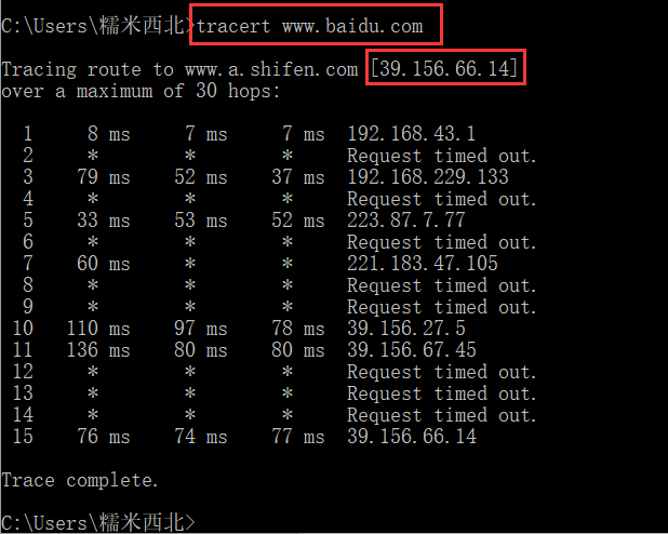 C:\Users\糯米西北>tracert www.baidu.com
Tracing route to www.a.shifen.com [39.156.66.14]
over a maximum of 30 hops:
1 8 ms 7 ms 7 ms 192.168.43.1
2 * * * Request timed out.
3 79 ms 52 ms 37 ms 192.168.229.133
4 * * * Request timed out.
5 33 ms 53 ms 52 ms 223.87.7.77
6 * * * Request timed out.
7 60 ms * * 221.183.47.105
8 * * * Request timed out.
9 * * * Request timed out.
10 110 ms 97 ms 78 ms 39.156.27.5
11 136 ms 80 ms 80 ms 39.156.67.45
12 * * * Request timed out.
13 * * * Request timed out.
14 * * * Request timed out.
15 76 ms 74 ms 77 ms 39.156.66.14
Trace complete.
C:\Users\糯米西北>